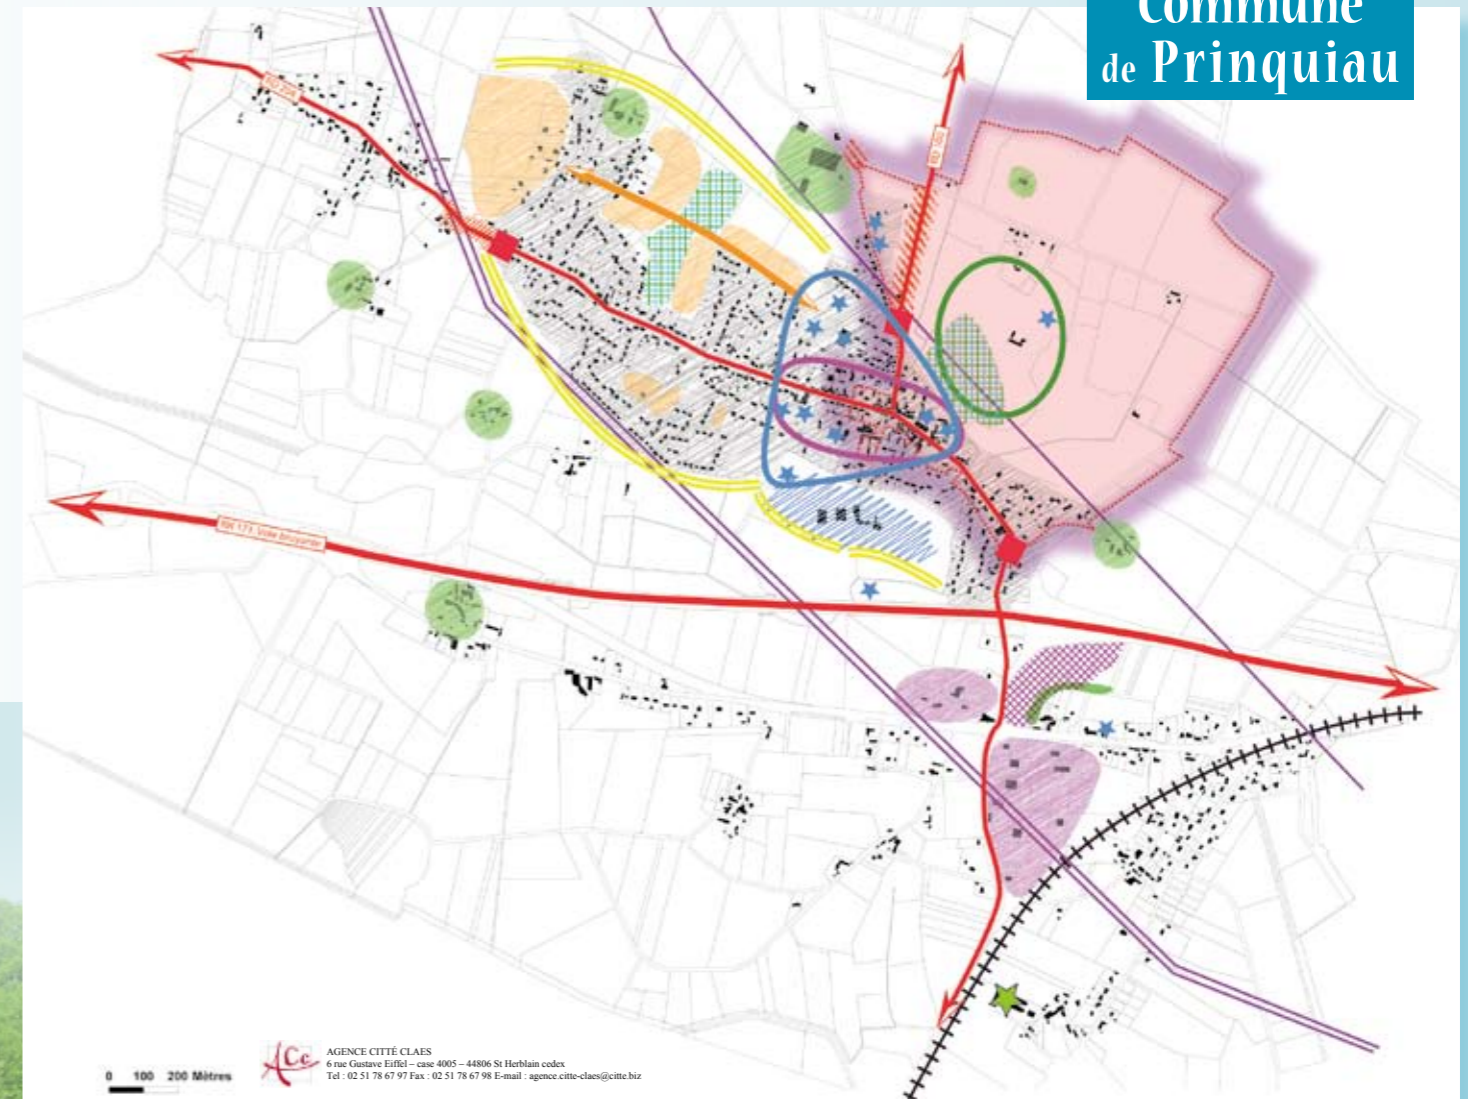 Commune
de Prinquiau
0 100 200 Mètres
ACc
AGENCE CITTÉ CLAES
6 rue Gustave Eiffel – case 4005 – 44806 St Herblain cedex
Tel : 02 51 78 67 97 Fax : 02 51 78 67 98 E-mail : agence.citte-claes@citte.biz